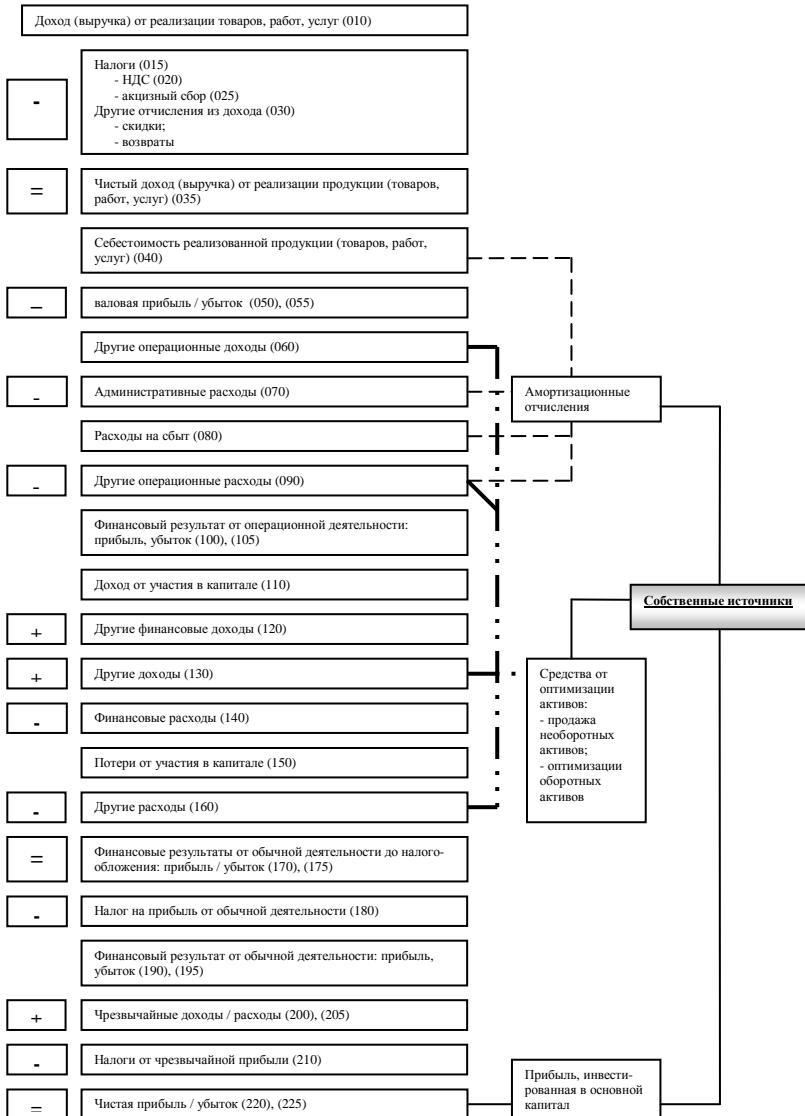 Доход (выручка) от реализации товаров, работ, услуг (010)
-
Налоги (015)
- НДС (020)
- акцизный сбор (025)
Другие отчисления из дохода (030)
- скидки;
- возвраты
=
Чистый доход (выручка) от реализации продукции (товаров,
работ, услуг) (035)
Себестоимость реализованной продукции (товаров, работ,
услуг) (040)
–
валовая прибыль / убыток (050), (055)
Другие операционные доходы (060)
-
Административные расходы (070)
Амортизационные
отчисления
Расходы на сбыт (080)
-
Другие операционные расходы (090)
Финансовый результат от операционной деятельности:
прибыль, убыток (100), (105)
Доход от участия в капитале (110)
Собственные источники
+
Другие финансовые доходы (120)
+
Другие доходы (130)
Средства от
оптимизации
активов:
- продажа
необоротных
активов;
- оптимизации
оборотных
активов
-
Финансовые расходы (140)
Потери от участия в капитале (150)
-
Другие расходы (160)
=
Финансовые результаты от обычной деятельности до налого-
обложения: прибыль / убыток (170), (175)
-
Налог на прибыль от обычной деятельности (180)
Финансовый результат от обычной деятельности: прибыль,
убыток (190), (195)
+
Чрезвычайные доходы / расходы (200), (205)
-
Налоги от чрезвычайной прибыли (210)
Прибыль, инвести-
рованная в основной
капитал
=
Чистая прибыль / убыток (220), (225)